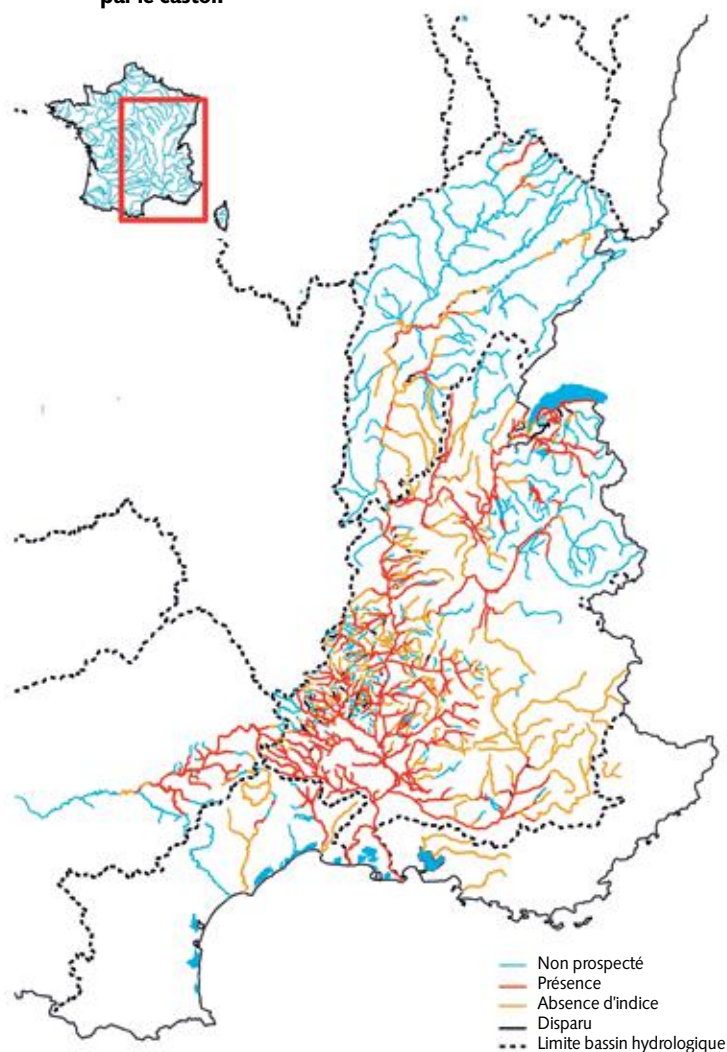 par le castor
Non prospecté
Présence
Absence d'indice
Disparu
Limite bassin hydrologique